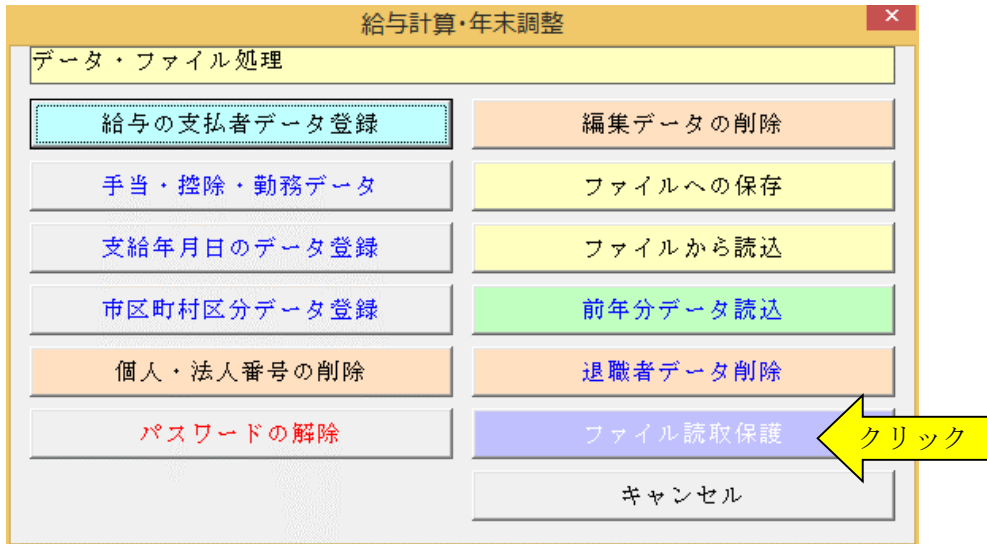 給与計算・年末調整
データ・ファイル処理
給与の支払者データ登録
編集データの削除
手当・控除・勤務データ
ファイルへの保存
支給年月日のデータ登録
ファイルから読込
市区町村区分データ登録
前年分データ読込
個人・法人番号の削除
退職者データ削除
パスワードの解除
ファイル読取保護
クリック
キャンセル